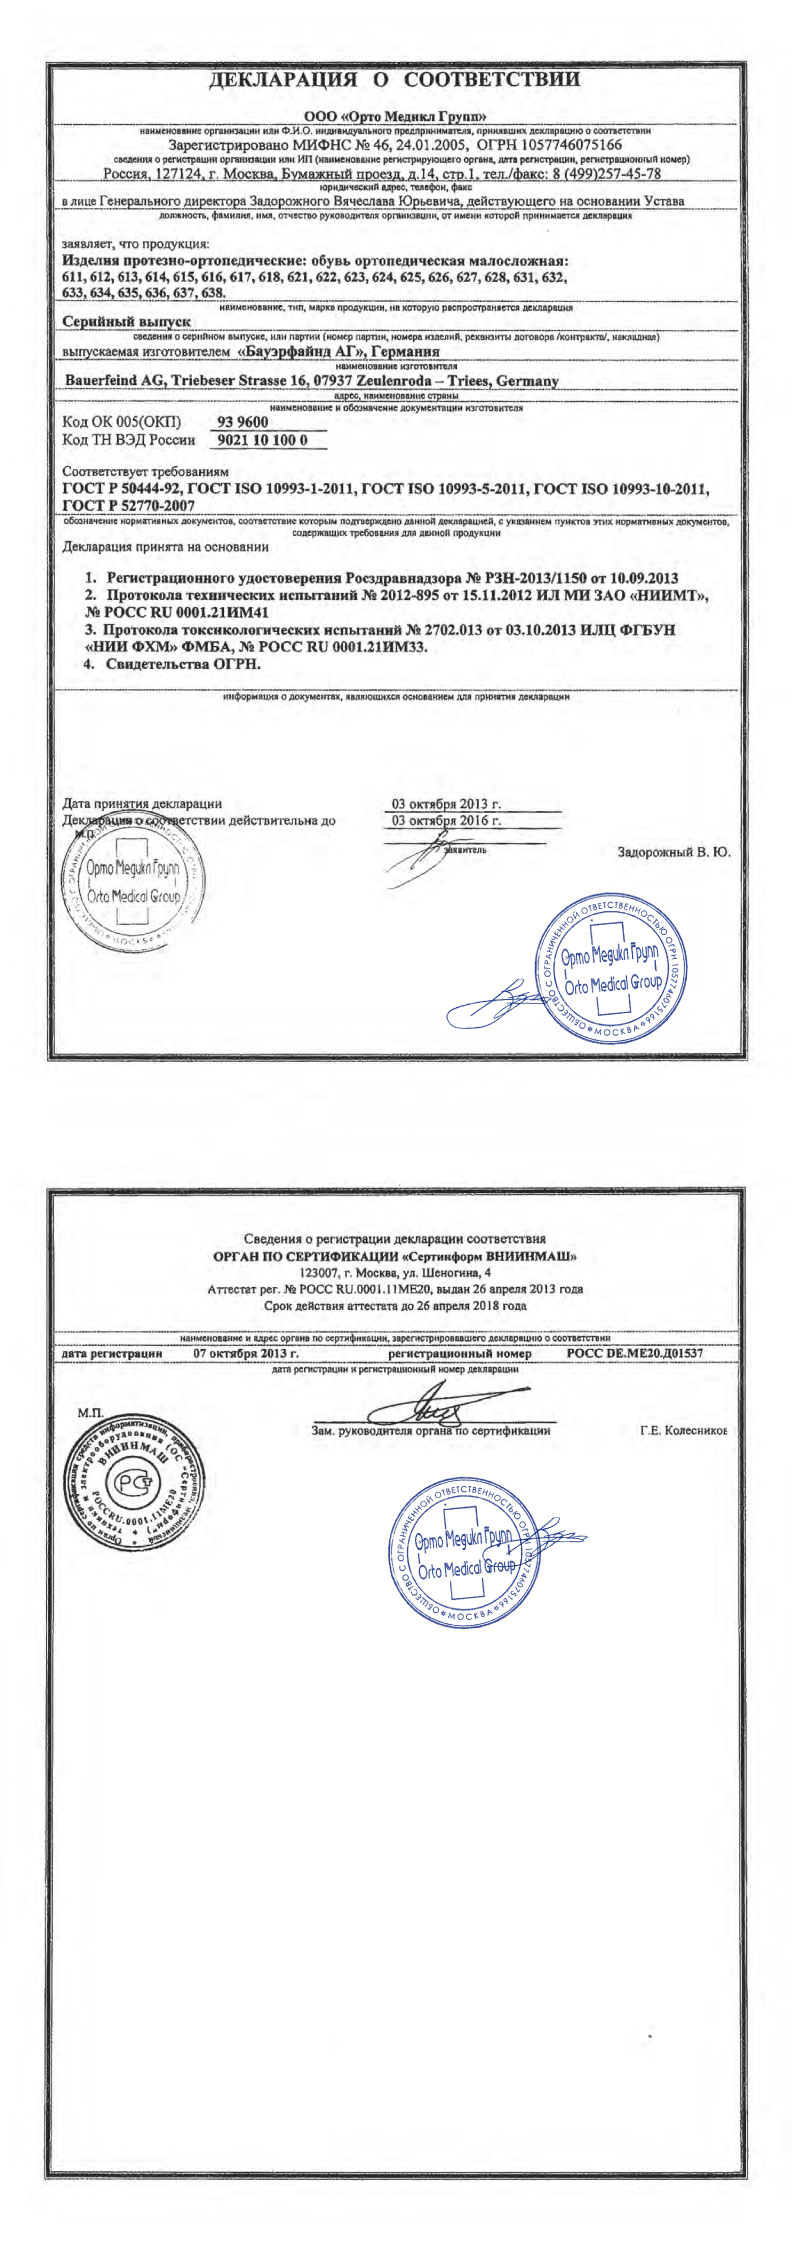 ДЕКЛАРАЦИЯ О СООТВЕТСТВИИ
ООО «Орто Медикл Групп»
наименование организации или Ф.И.О. индивидуального предпринимателя, принявших декларацию о соответствии
Зарегистрировано МИФНС № 46, 24.01.2005, ОГРН 1057746075166
сведения о регистрации организации или ИП (наименование регистрирующего органа, дата регистрации, регистрационный номер)
Россия, 127124, г. Москва, Бумажный проезд, д.14, стр.1, тел./факс: 8 (499)257-45-78
юридический адрес, телефон, факс
в лице Генерального директора Задорожного Вячеслава Юрьевича, действующего на основании Устава
должность, фамилия, имя, отчество руководителя организации, от имени которой принимается декларация
заявляет, что продукция:
Изделия протезно-ортопедические: обувь ортопедическая малосложная:
611, 612, 613, 614, 615, 616, 617, 618, 621, 622, 623, 624, 625, 626, 627, 628, 631, 632,
633, 634, 635, 636, 637, 638.
наименование, тип, марка продукции, на которую распространяется декларация
Серийный выпуск
сведения о серийном выпуске, или партии (номер партии, номера изделий, реквизиты договора /контракта/, накладная)
выпускаемая изготовителем «Бауэрфайнд АГ», Германия
наименование изготовителя
Bauerfeind AG, Triebeser Strasse 16, 07937 Zeulenroda – Triees, Germany
адрес, наименование страны
наименование и обозначение документации изготовителя
Код ОК 005(ОКП) 93 9600
Код ТН ВЭД России 9021 10 100 0
Соответствует требованиям
ГОСТ Р 50444-92, ГОСТ ISO 10993-1-2011, ГОСТ ISO 10993-5-2011, ГОСТ ISO 10993-10-2011,
ГОСТ Р 52770-2007
обозначение нормативных документов, соответствие которым подтверждено данной декларацией, с указанием пунктов этих нормативных документов,
содержащих требования для данной продукции
Декларация принята на основании
1. Регистрационного удостоверения Росздравнадзора № РЗН-2013/1150 от 10.09.2013
2. Протокола технических испытаний № 2012-895 от 15.11.2012 ИЛ МИ ЗАО «НИИМТ»,
№ РОСС RU 0001.21ИМ41
3. Протокола токсикологических испытаний № 2702.013 от 03.10.2013 ИЛЦ ФГБУН
«НИИ ФХМ» ФМБА, № РОСС RU 0001.21ИМ33.
4. Свидетельства ОГРН.
информация о документах, являющихся основанием для принятия декларации
Дата принятия декларации 03 октября 2013 г.
Декларация о соответствии действительна до 03 октября 2016 г.
М.П.
заявитель
Задорожный В. Ю.
Орто Медикл Групп
Orto Medical Group
МОСКВА
ОБЩЕСТВО С ОГРАНИЧЕННОЙ ОТВЕТСТВЕННОСТЬЮ ОГРН 1057746075166
Орто Медикл Групп
Orto Medical Group
МОСКВА
Сведения о регистрации декларации соответствия
ОРГАН ПО СЕРТИФИКАЦИИ «Сертинформ ВНИИНМАШ»
123007, г. Москва, ул. Шеногина, 4
Аттестат рег. № РОСС RU.0001.11МЕ20, выдан 26 апреля 2013 года
Срок действия аттестата до 26 апреля 2018 года
наименование и адрес органа по сертификации, зарегистрировавшего декларацию о соответствии
дата регистрации 07 октября 2013 г. регистрационный номер РОСС DE.МЕ20.Д01537
дата регистрации и регистрационный номер декларации
М.П.
Зам. руководителя органа по сертификации Г.Е. Колесников
ВНИИНМАШ
РОСС RU.0001.11МЕ20
ОБЩЕСТВО С ОГРАНИЧЕННОЙ ОТВЕТСТВЕННОСТЬЮ ОГРН 1057746075166
Орто Медикл Групп
Orto Medical Group
МОСКВА